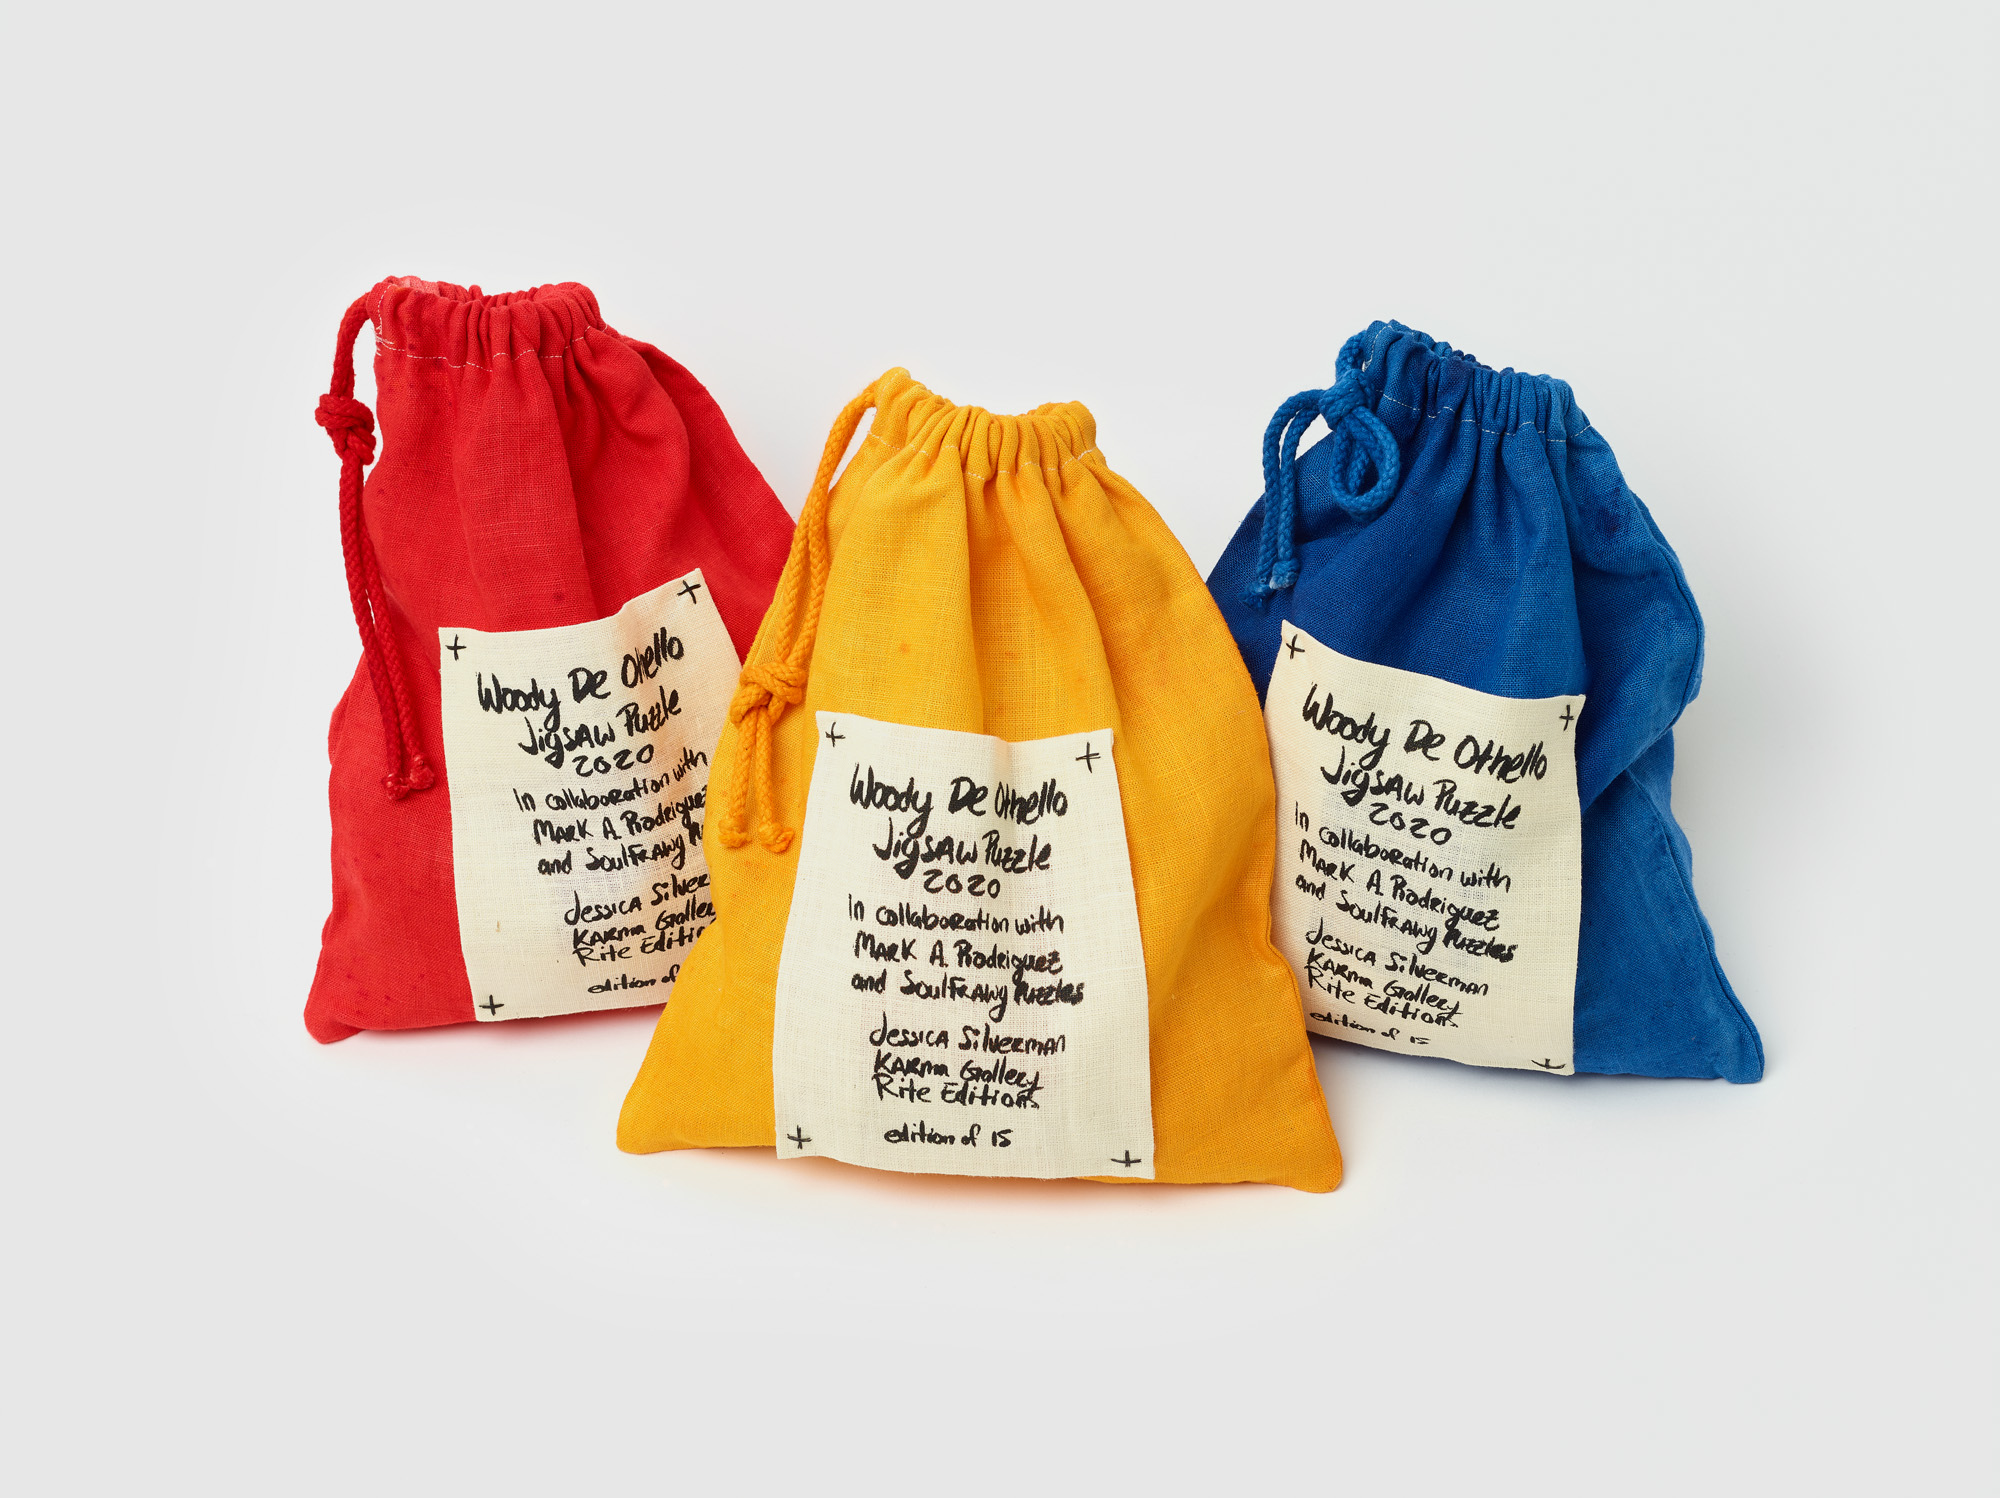 Woody De Othello
Jigsaw Puzzle
2020
in collaboration with
Mark A. Rodriguez
and Soulfrawg
Jessica Silver
Karma Galler
Rite Editin
edition of
Woody De Othello
Jigsaw Puzzle
2020
in collaboration with
Mark A. Rodriguez
and Soulfrawg Puzzles
Jessica Silverman
Karma Gallery
Rite Editions
edition of 15
Woody De Othello
Jigsaw Puzzle
2020
in collaboration with
Mark A. Rodriguez
and Soulfrawg Puzzles
Jessica Silverman
Karma Gallery
Rite Editions
edition of 15